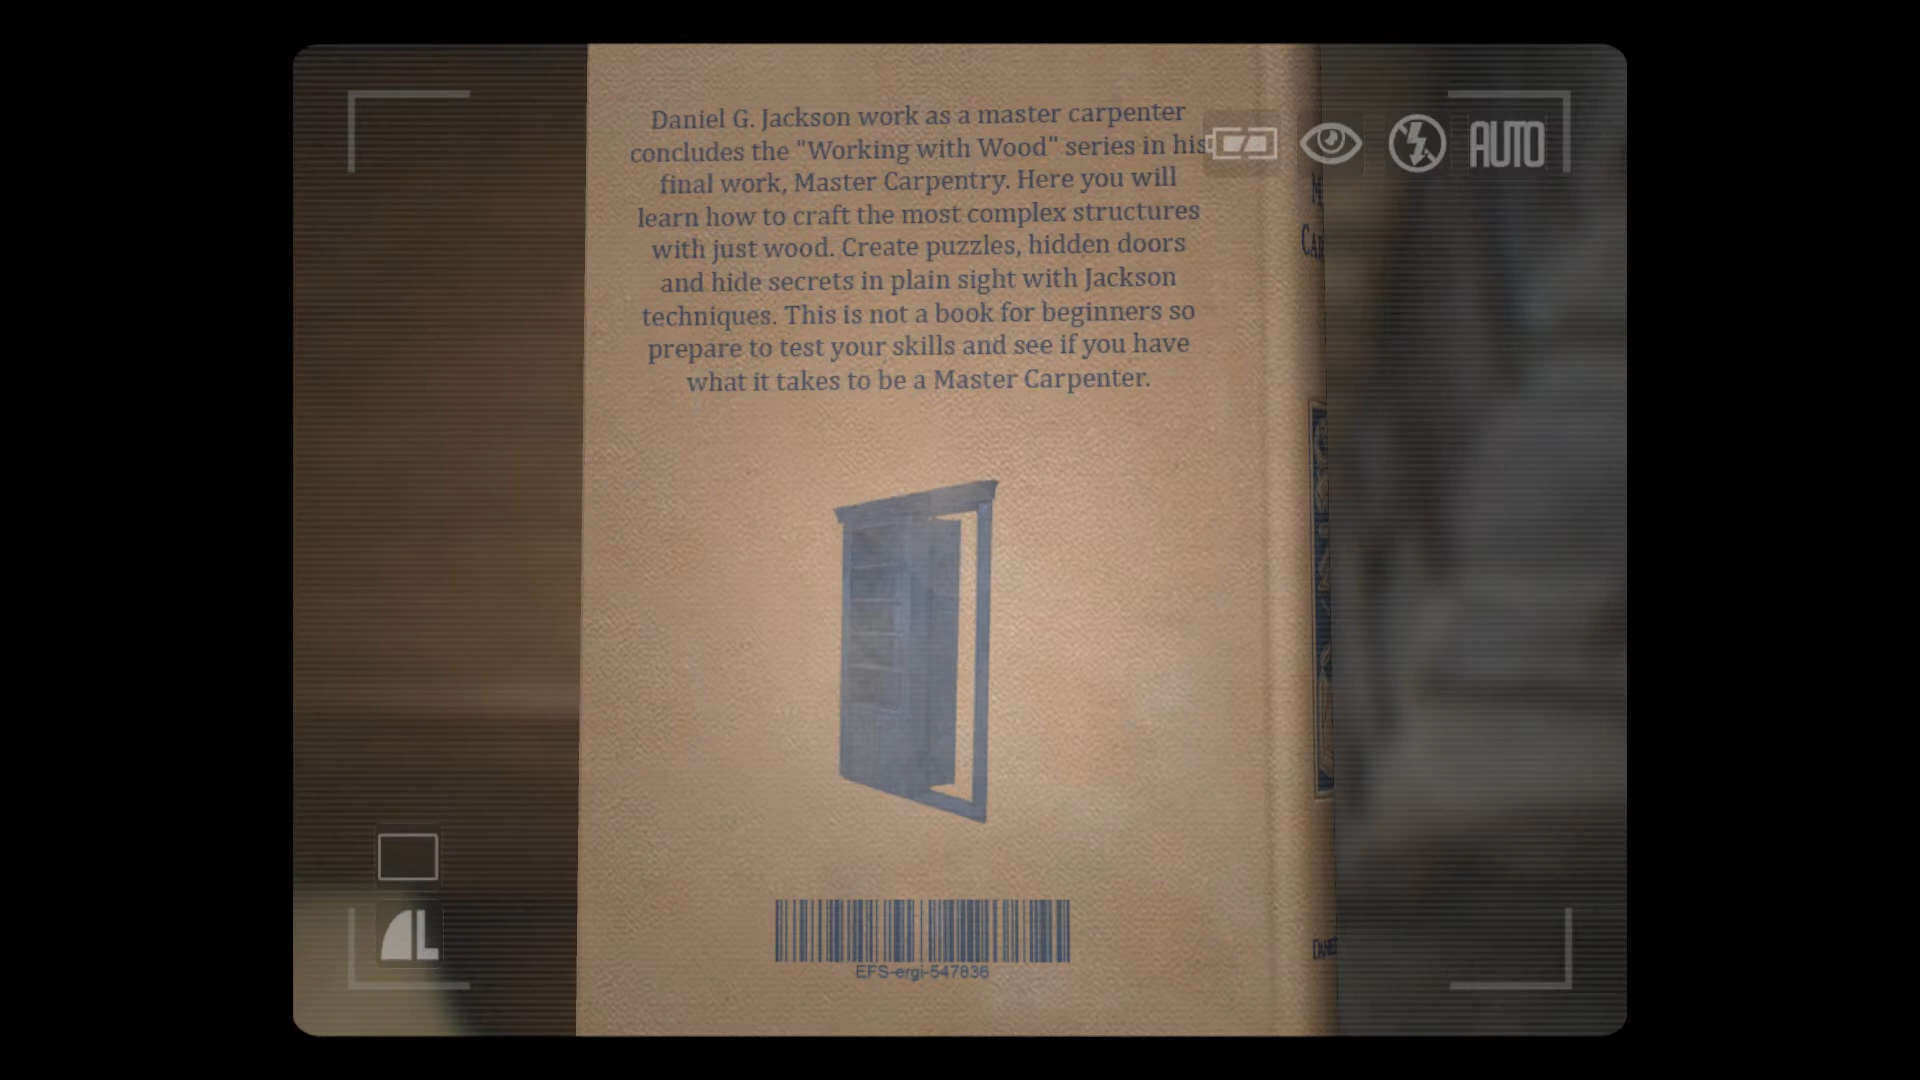 Daniel G. Jackson work as a master carpenter
concludes the "Working with Wood" series in his
final work, Master Carpentry. Here you will
learn how to craft the most complex structures
with just wood. Create puzzles, hidden doors
and hide secrets in plain sight with Jackson
techniques. This is not a book for beginners so
prepare to test your skills and see if you have
what it takes to be a Master Carpenter.
EFS-ergi-547836
AUTO
L